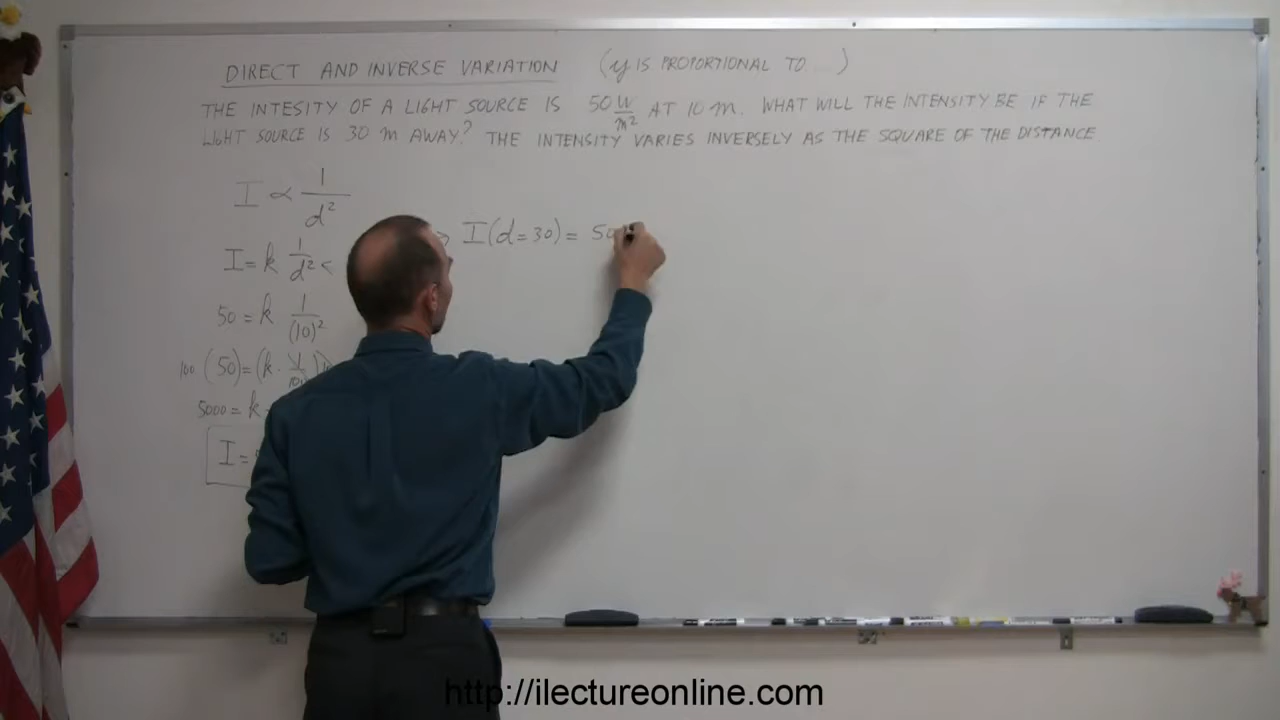 DIRECT AND INVERSE VARIATION (y IS PROPORTIONAL TO ....)
THE INTESITY OF A LIGHT SOURCE IS 50 W/m² AT 10 m. WHAT WILL THE INTENSITY BE IF THE
LIGHT SOURCE IS 30 m AWAY? THE INTENSITY VARIES INVERSELY AS THE SQUARE OF THE DISTANCE
I ∝ 1/d²
I = k 1/d² <
50 = k 1/(10)²
100 (50) = (k · 1/100)
5000 = k
I =
I(d=30) = 50
http://ilectureonline.com